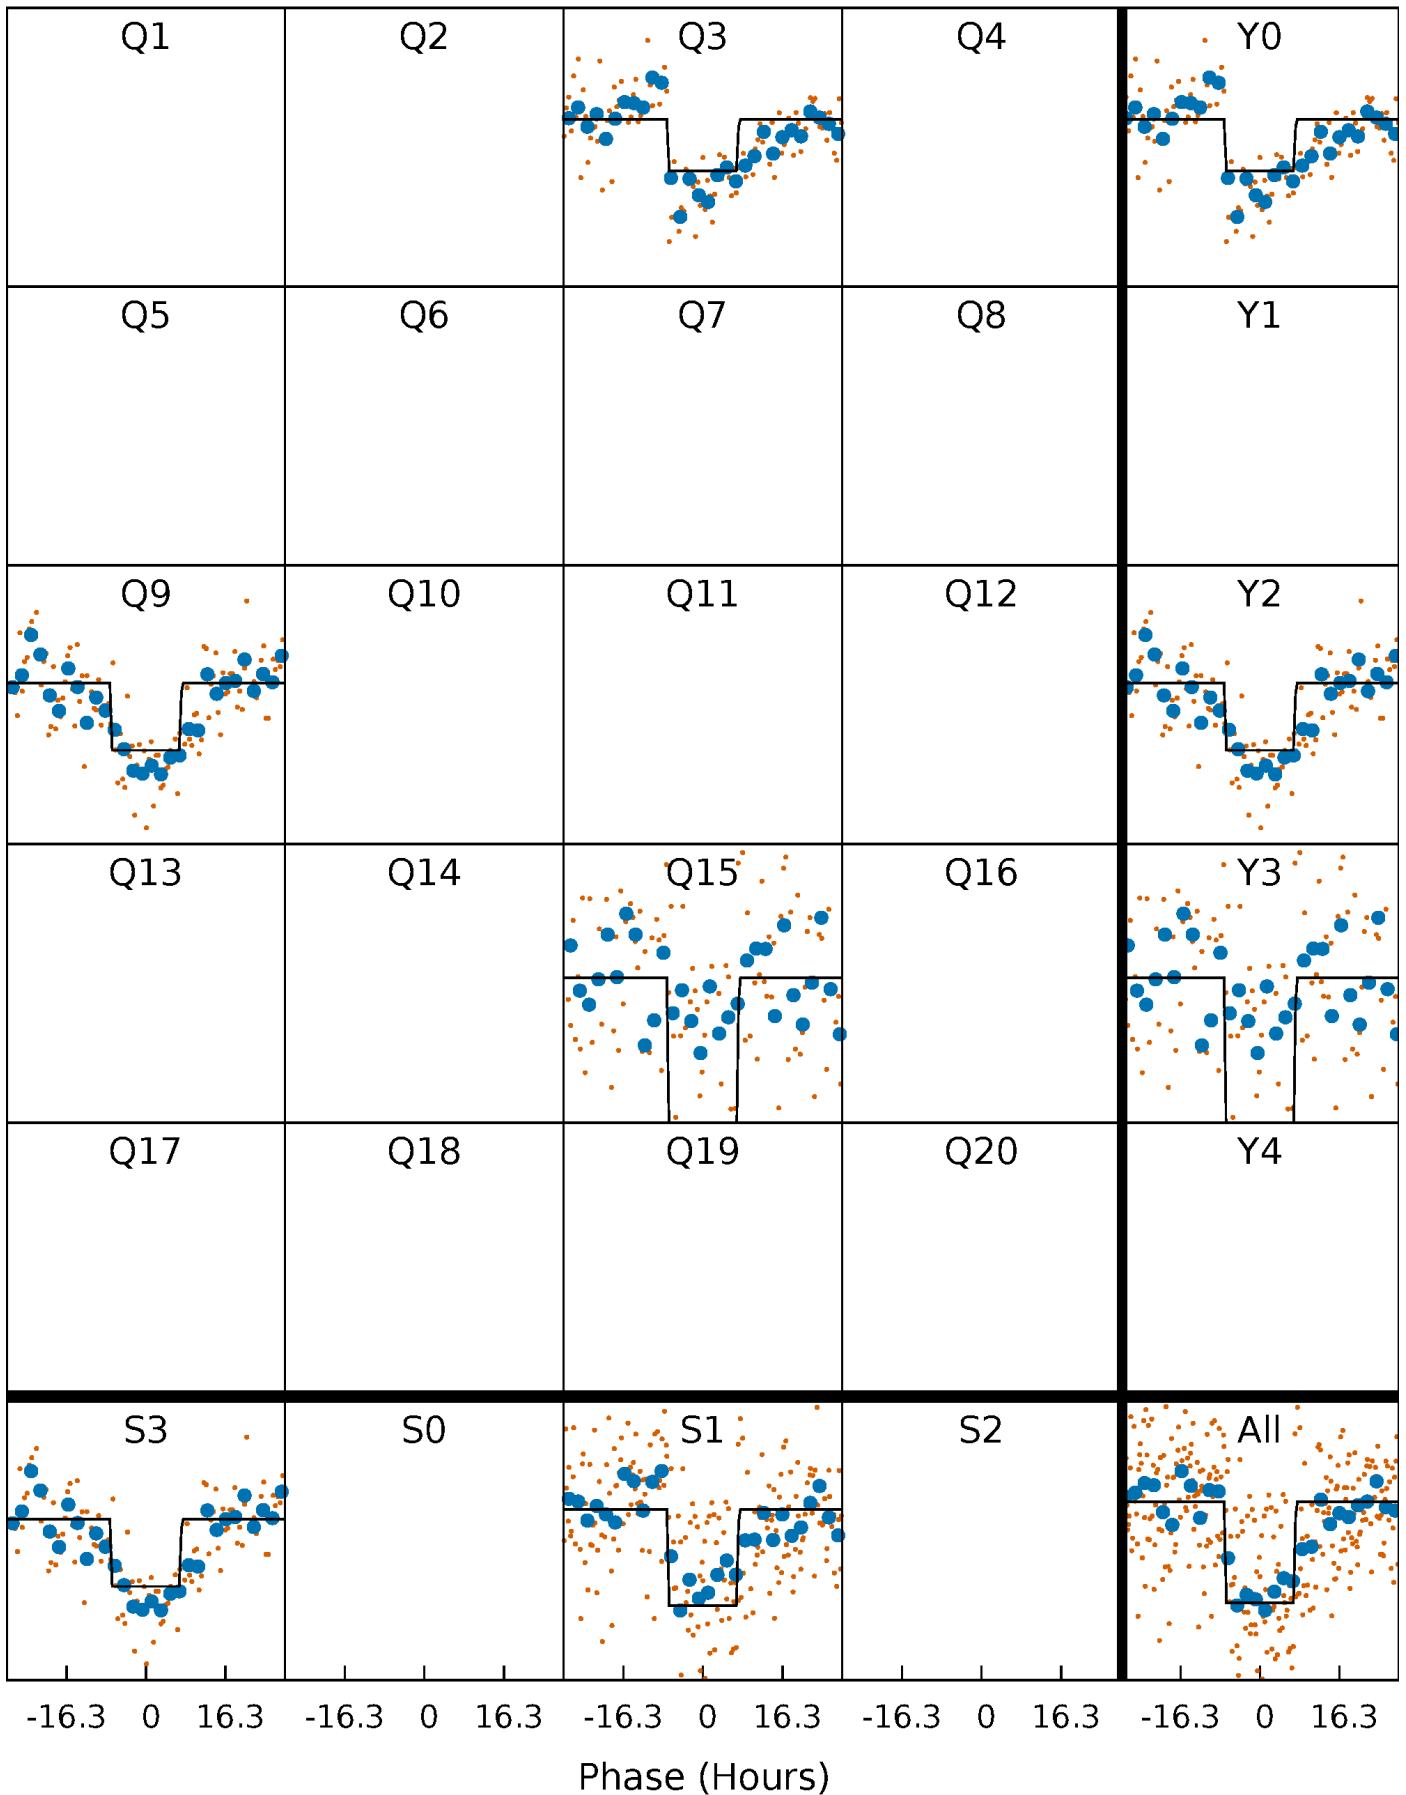 Q1 Q2 Q3 Q4 Y0
Q5 Q6 Q7 Q8 Y1
Q9 Q10 Q11 Q12 Y2
Q13 Q14 Q15 Q16 Y3
Q17 Q18 Q19 Q20 Y4
S3 S0 S1 S2 All
-16.3 0 16.3 -16.3 0 16.3 -16.3 0 16.3 -16.3 0 16.3 -16.3 0 16.3
Phase (Hours)